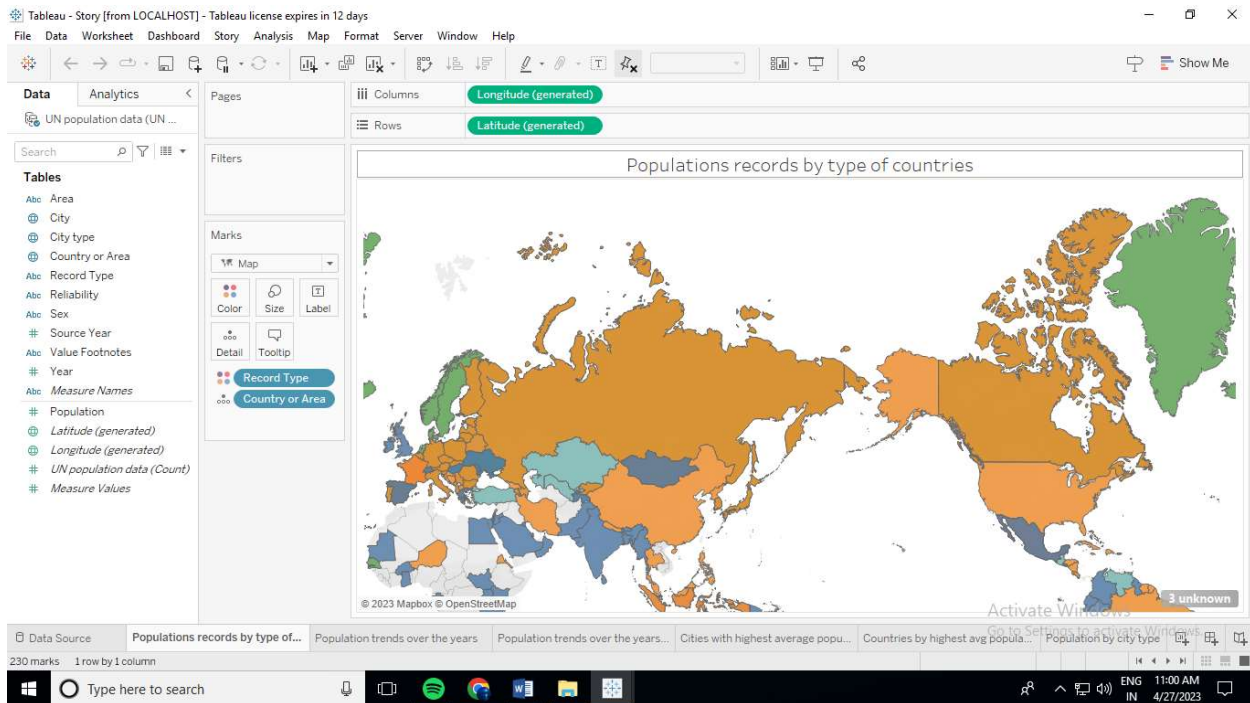 Tableau - Story [from LOCALHOST] - Tableau license expires in 12 days
File Data Worksheet Dashboard Story Analysis Map Format Server Window Help
Show Me
Data Analytics
UN population data (UN ...
Search
Tables
Abc Area
City
City type
Country or Area
Abc Record Type
Abc Reliability
Abc Sex
# Source Year
Abc Value Footnotes
# Year
Abc Measure Names
# Population
Latitude (generated)
Longitude (generated)
# UN population data (Count)
# Measure Values
Pages
Filters
Marks
Map
Color Size Label
Detail Tooltip
Record Type
Country or Area
iii Columns Longitude (generated)
Rows Latitude (generated)
Populations records by type of countries
© 2023 Mapbox © OpenStreetMap
3 unknown
Activate Windows
Go to Settings to activate Windows.
Data Source Populations records by type of... Population trends over the years Population trends over the years... Cities with highest average popu... Countries by highest avg popula... Population by city type
230 marks 1 row by 1 column
Type here to search
ENG 11:00 AM
IN 4/27/2023